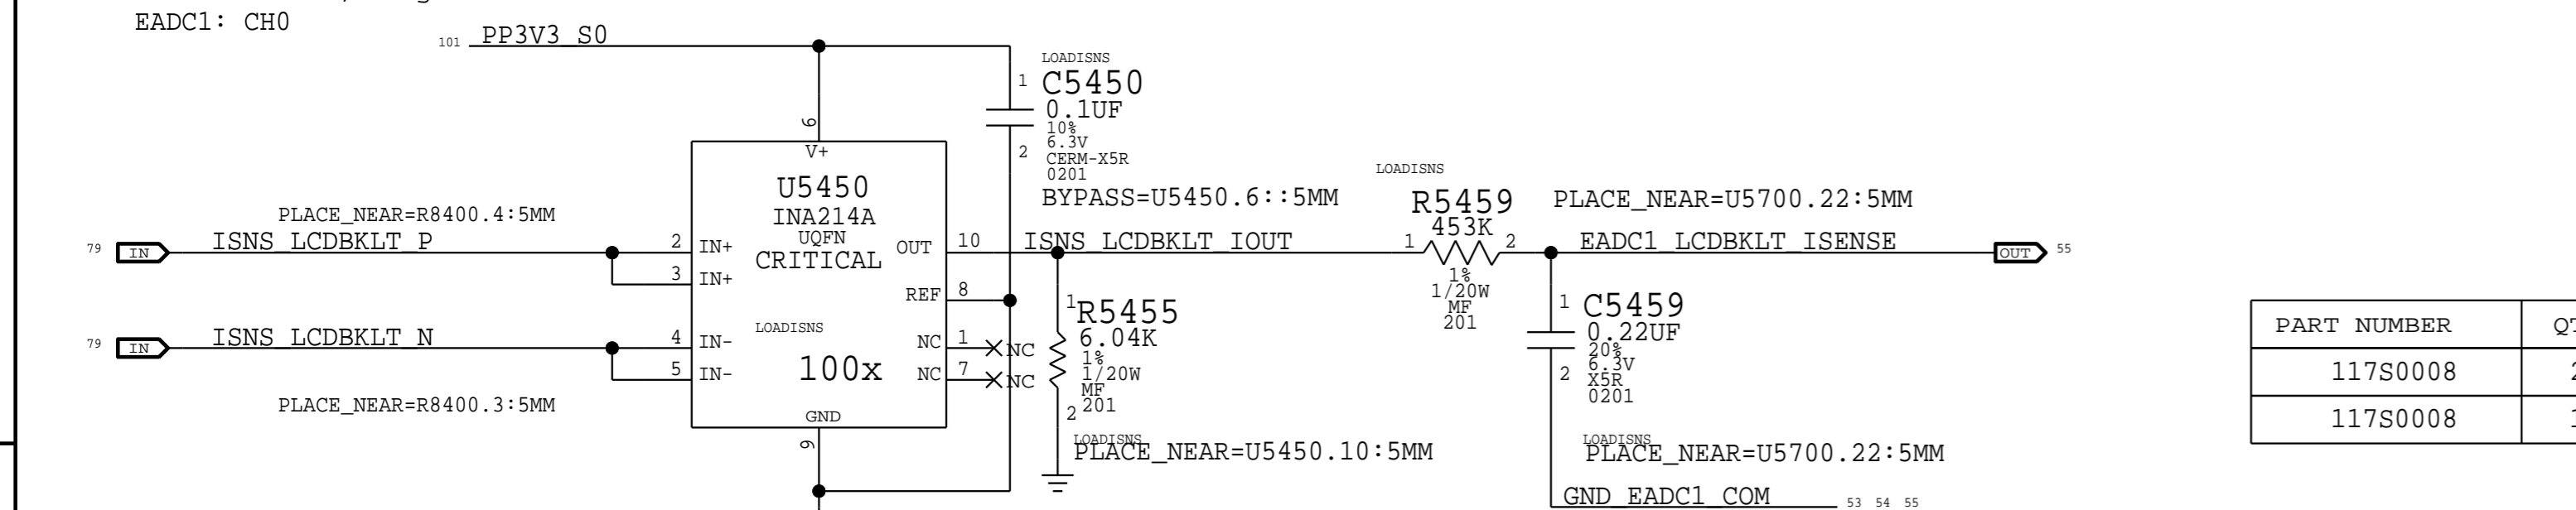 EADC1: CH0
101 PP3V3_S0
LOADISNS
1 C5450
0.1UF
10%
6.3V
2 CERM-X5R
0201
BYPASS=U5450.6::5MM
6
V+
U5450
INA214A
UQFN
CRITICAL
LOADISNS
100x
GND
9
PLACE_NEAR=R8400.4:5MM
79 IN ISNS_LCDBKLT_P 2 IN+
3 IN+
79 IN ISNS_LCDBKLT_N 4 IN-
5 IN-
PLACE_NEAR=R8400.3:5MM
OUT 10 ISNS_LCDBKLT_IOUT
REF 8
NC 1 NC
NC 7 NC
1 R5455
6.04K
1%
1/20W
MF
201
2
LOADISNS
PLACE_NEAR=U5450.10:5MM
LOADISNS
R5459
453K
1 2
1%
1/20W
MF
201
PLACE_NEAR=U5700.22:5MM
EADC1_LCDBKLT_ISENSE OUT 55
1 C5459
0.22UF
20%
6.3V
2 X5R
0201
LOADISNS
PLACE_NEAR=U5700.22:5MM
GND_EADC1_COM 53 54 55
PART NUMBER
117S0008
117S0008